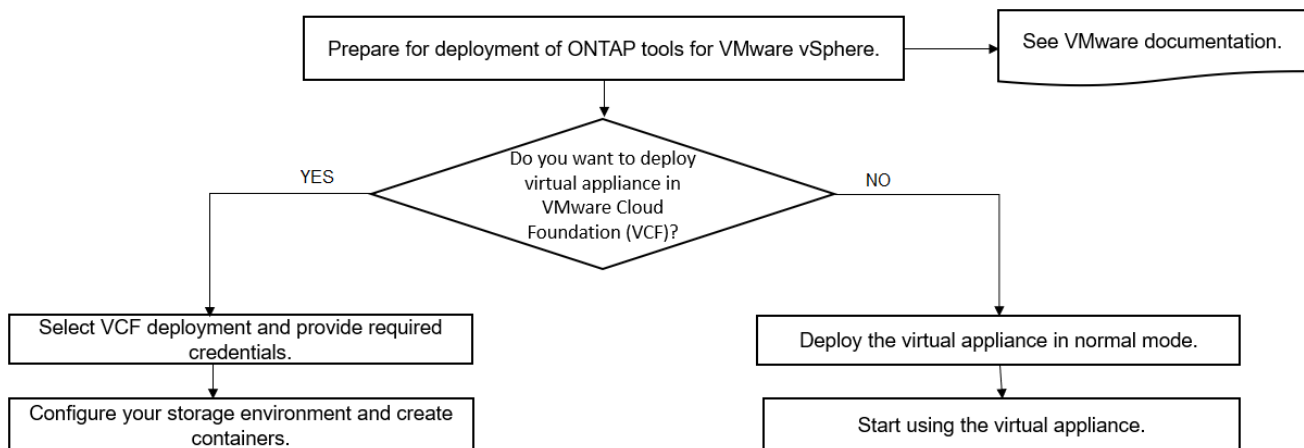 Prepare for deployment of ONTAP tools for VMware vSphere.
See VMware documentation.
Do you want to deploy
virtual appliance in
VMware Cloud
Foundation (VCF)?
YES
NO
Select VCF deployment and provide required
credentials.
Deploy the virtual appliance in normal mode.
Configure your storage environment and create
containers.
Start using the virtual appliance.